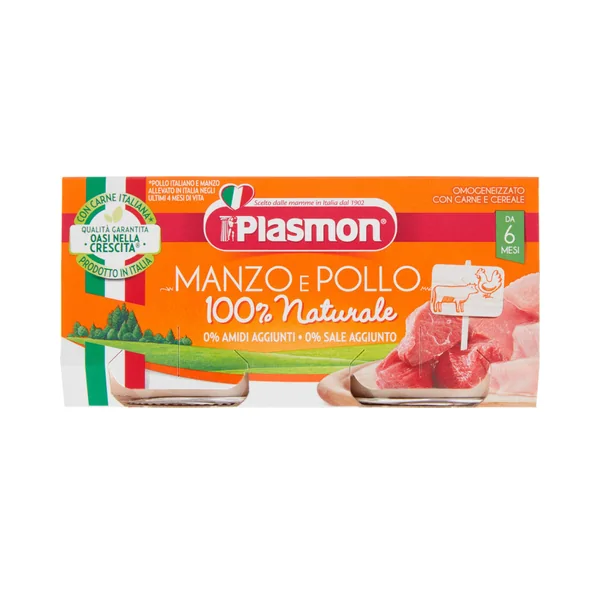 CON CARNE ITALIANA*
QUALITÀ GARANTITA
OASI NELLA
CRESCITA®
PRODOTTO IN ITALIA
*POLLO ITALIANO E MANZO
ALLEVATO IN ITALIA NEGLI
ULTIMI 4 MESI DI VITA
Scelto dalle mamme in Italia dal 1902
Plasmon®
OMOGENEIZZATO
CON CARNE E CEREALE
DA
6
MESI
MANZO E POLLO
100% Naturale
0% AMIDI AGGIUNTI • 0% SALE AGGIUNTO